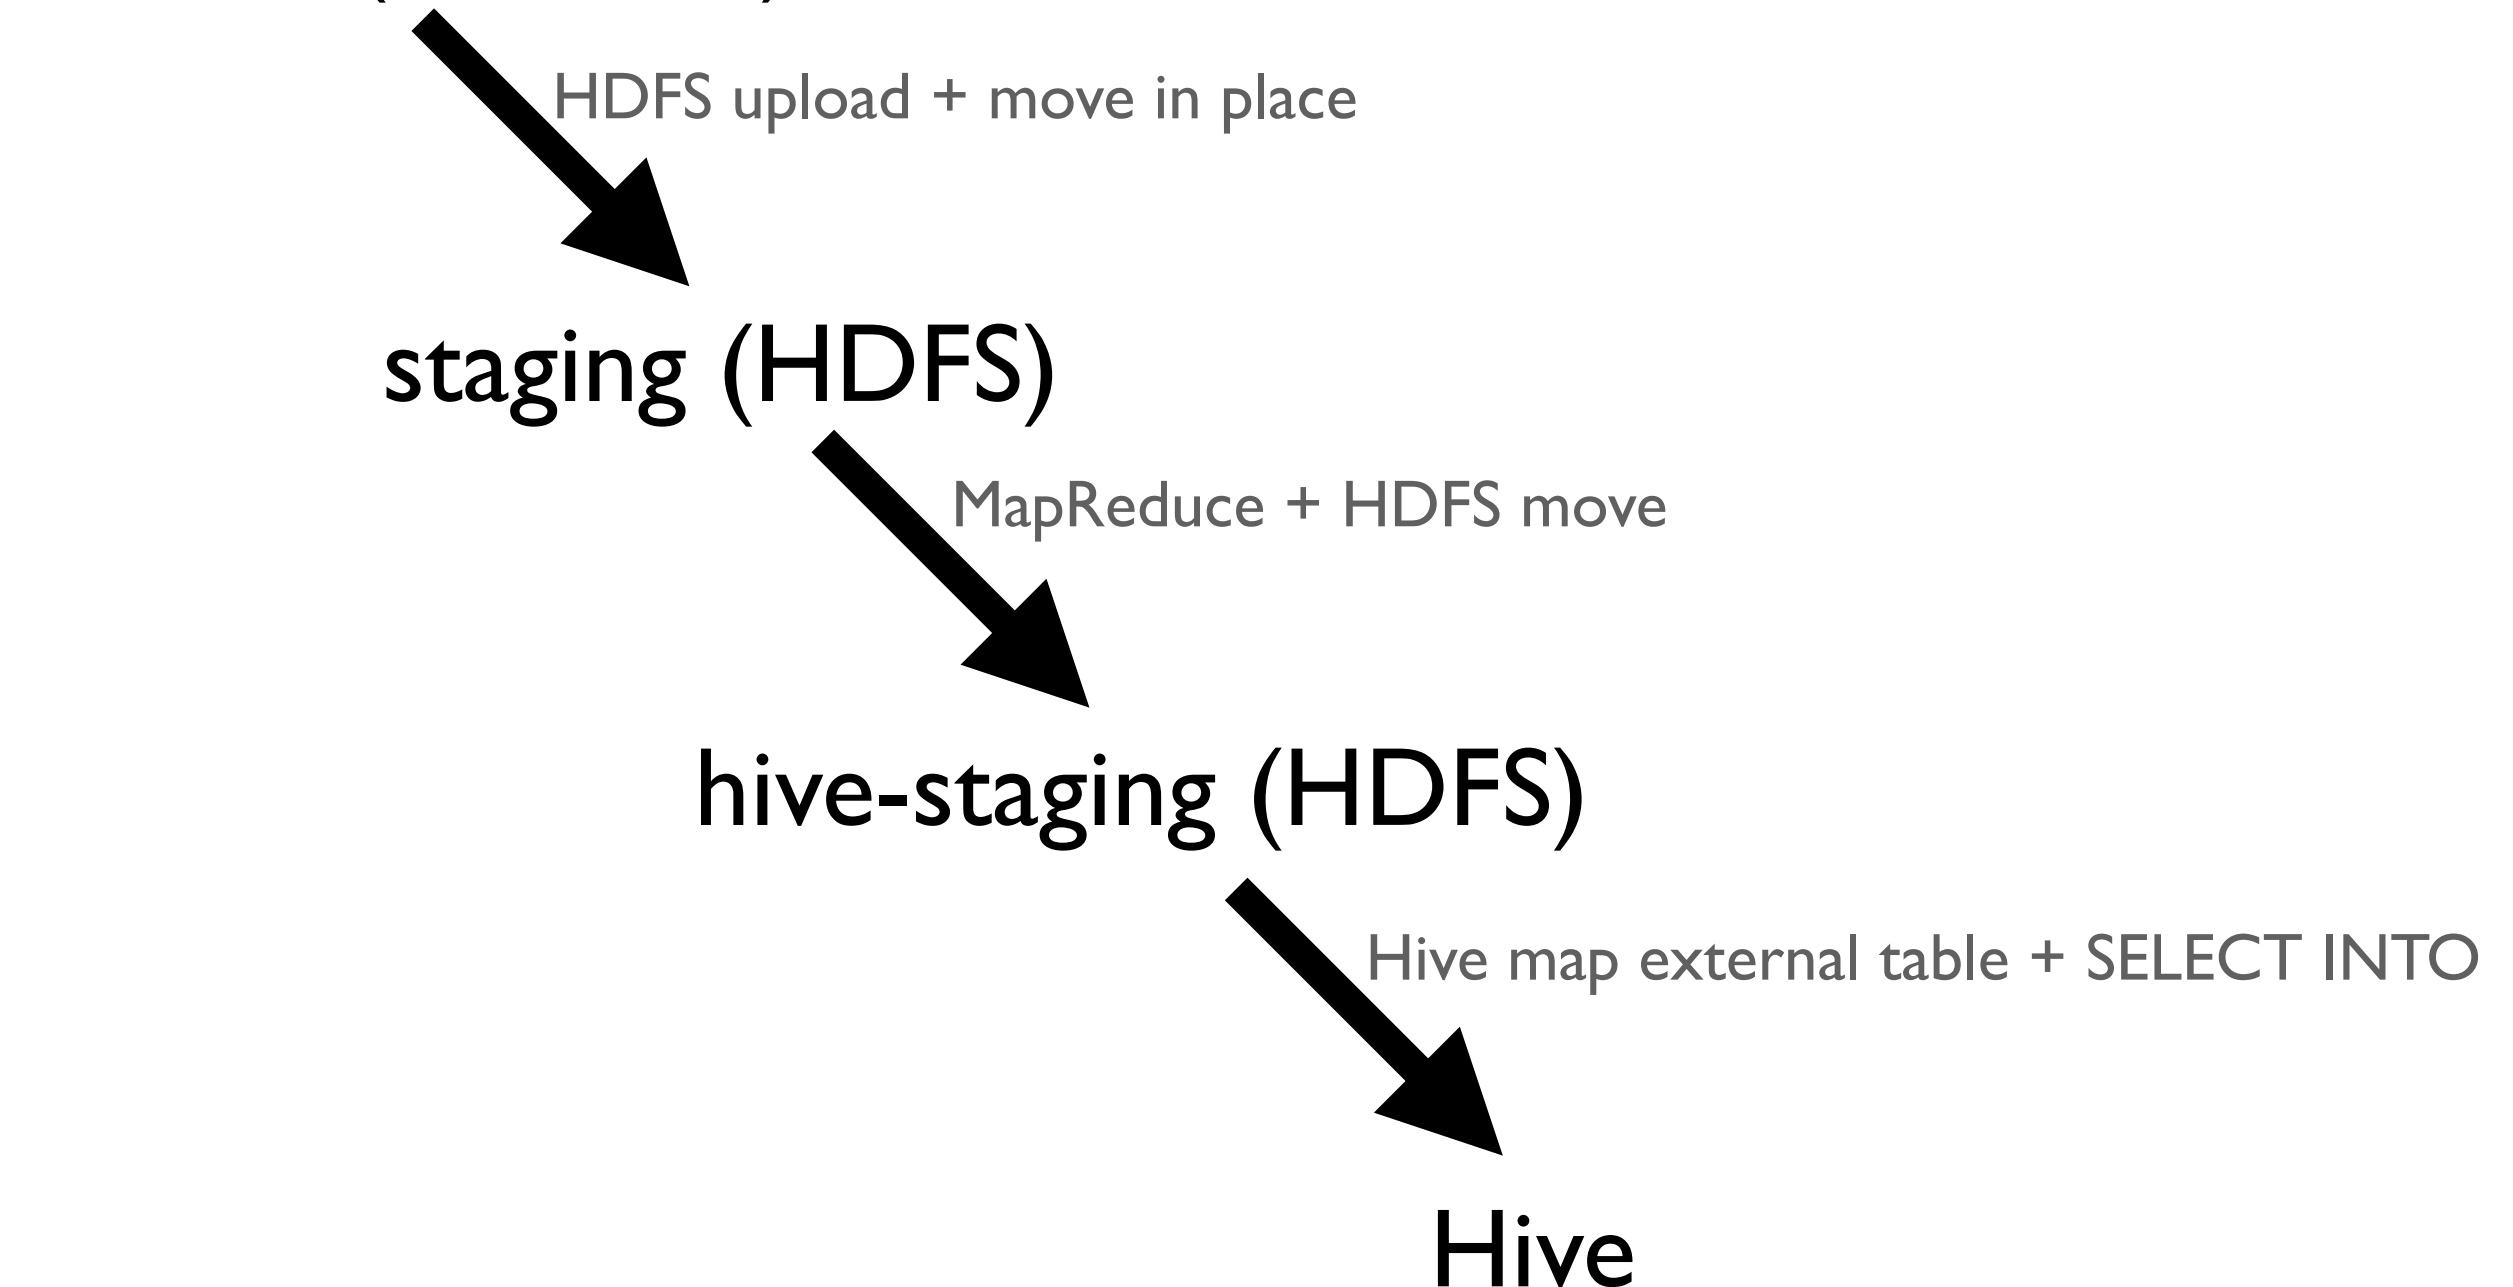 HDFS upload + move in place
staging (HDFS)
MapReduce + HDFS move
hive-staging (HDFS)
Hive map external table + SELECT INTO
Hive